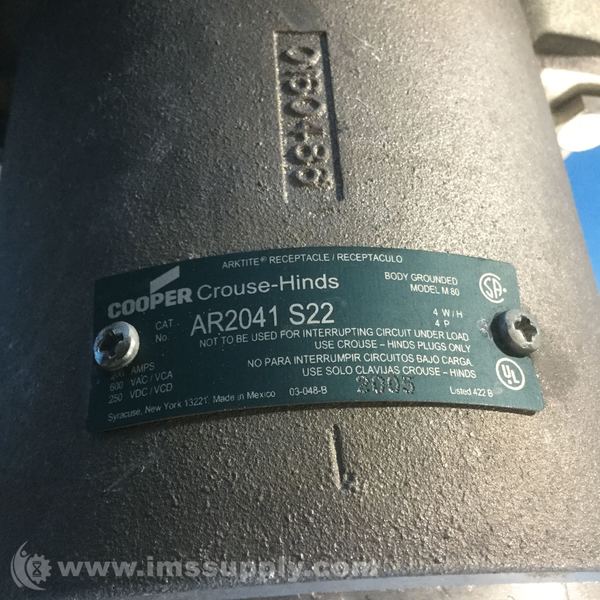 0180486
ARKTITE® RECEPTACLE / RECEPTACULO
COOPER Crouse-Hinds
BODY GROUNDED
MODEL M 80
SA
CAT. No. AR2041 S22
4 W / H
4 P
NOT TO BE USED FOR INTERRUPTING CIRCUIT UNDER LOAD
USE CROUSE – HINDS PLUGS ONLY
NO PARA INTERRUMPIR CIRCUITOS BAJO CARGA
USE SOLO CLAVIJAS CROUSE – HINDS
AMPS
600 VAC / VCA
250 VDC / VCD
UL
Syracuse, New York 13221 Made in Mexico 03-048-B 2005 Listed 422 B
www.imssupply.com